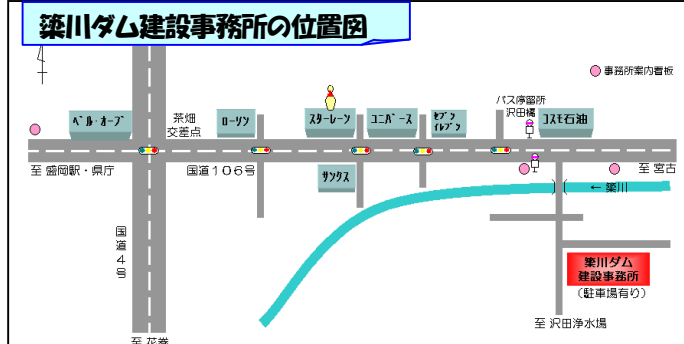 簗川ダム建設事務所の位置図
事務所案内看板
ベル・オーブ
茶畑
交差点
ローソン
スターレーン
ユニバース
セブン
イレブン
バス停留所
沢田橋
コスモ石油
至 盛岡駅・県庁
国道106号
サンクス
至 宮古
← 簗川
国道4号
簗川ダム
建設事務所
(駐車場有り)
至 沢田浄水場
至 花巻